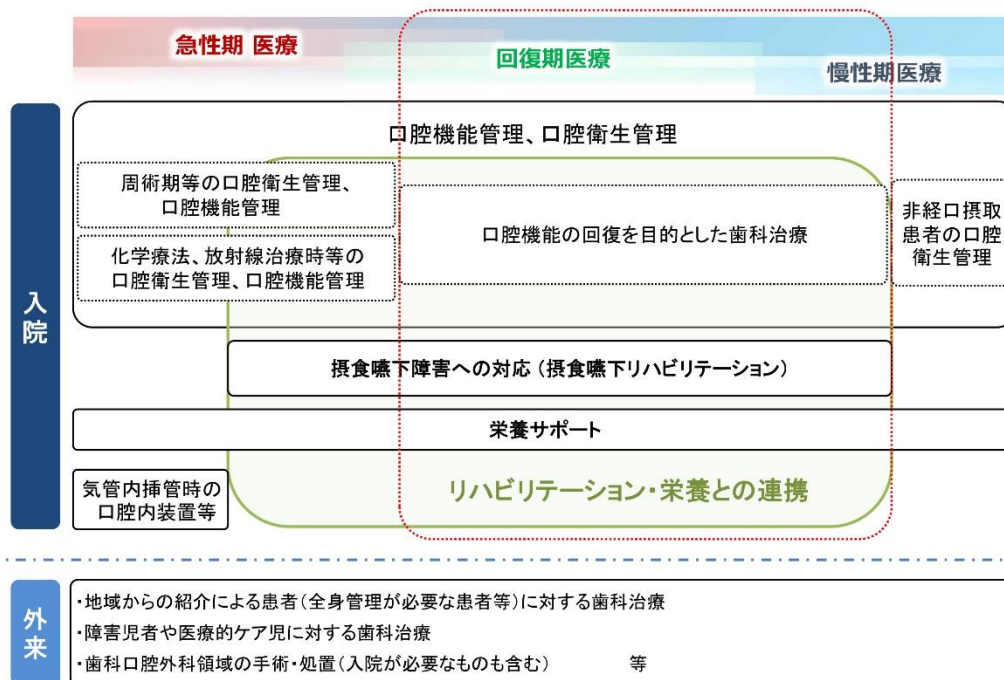 急性期 医療
回復期医療
慢性期医療
入院
口腔機能管理、口腔衛生管理
周術期等の口腔衛生管理、
口腔機能管理
化学療法、放射線治療時等の
口腔衛生管理、口腔機能管理
口腔機能の回復を目的とした歯科治療
非経口摂取
患者の口腔
衛生管理
摂食嚥下障害への対応（摂食嚥下リハビリテーション）
栄養サポート
気管内挿管時の
口腔内装置等
リハビリテーション・栄養との連携
外来
・地域からの紹介による患者（全身管理が必要な患者等）に対する歯科治療
・障害児者や医療的ケア児に対する歯科治療
・歯科口腔外科領域の手術・処置（入院が必要なものも含む）　　　等